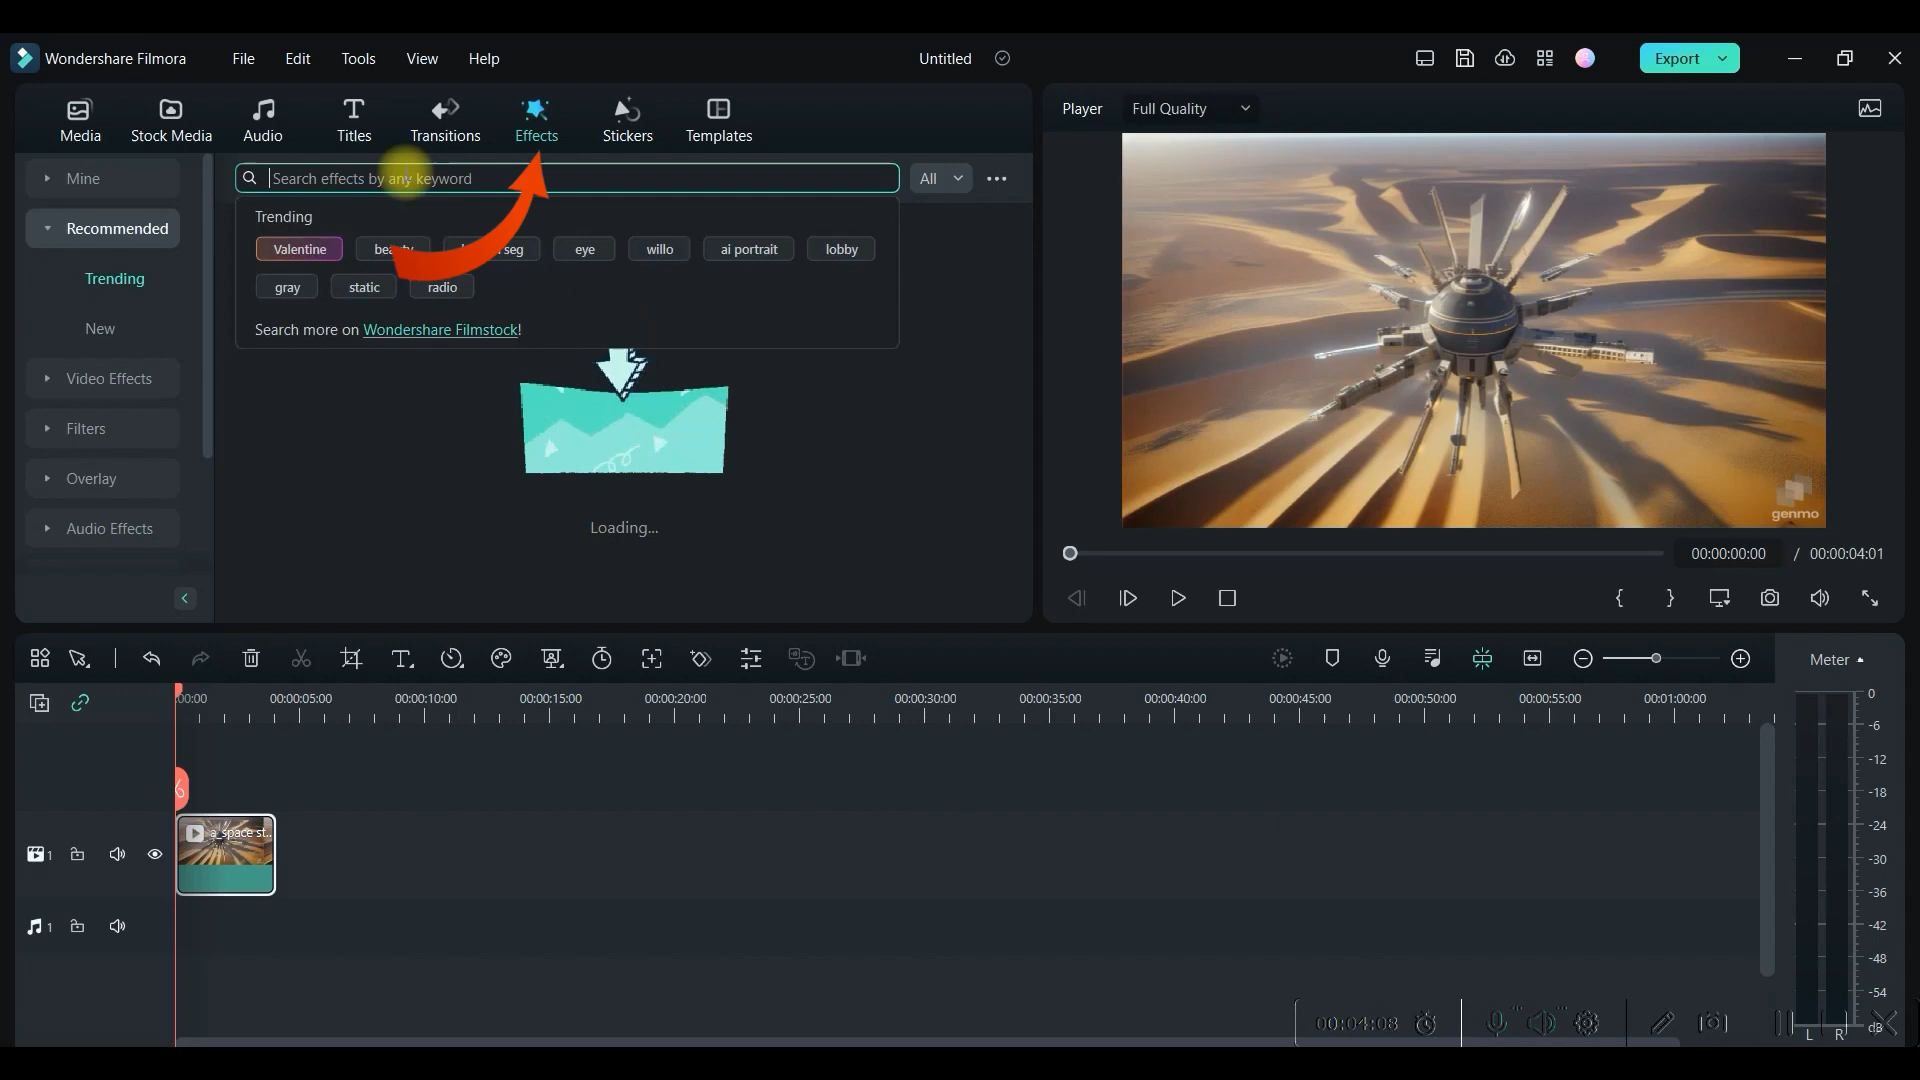 Wondershare Filmora File Edit Tools View Help Untitled Export
Media Stock Media Audio Titles Transitions Effects Stickers Templates
Player Full Quality
Mine
Recommended
Trending
New
Video Effects
Filters
Overlay
Audio Effects
Search effects by any keyword All
Trending
Valentine eye willo ai portrait lobby
gray static radio
Search more on Wondershare Filmstock!
Loading...
genmo
00:00:00:00 / 00:00:04:01
Meter
:00:00 00:00:05:00 00:00:10:00 00:00:15:00 00:00:20:00 00:00:25:00 00:00:30:00 00:00:35:00 00:00:40:00 00:00:45:00 00:00:50:00 00:00:55:00 00:01:00:00
a_space st..
1
1
0
-6
-12
-18
-24
-30
-36
-42
-48
-54
dB
L R
00:04:08